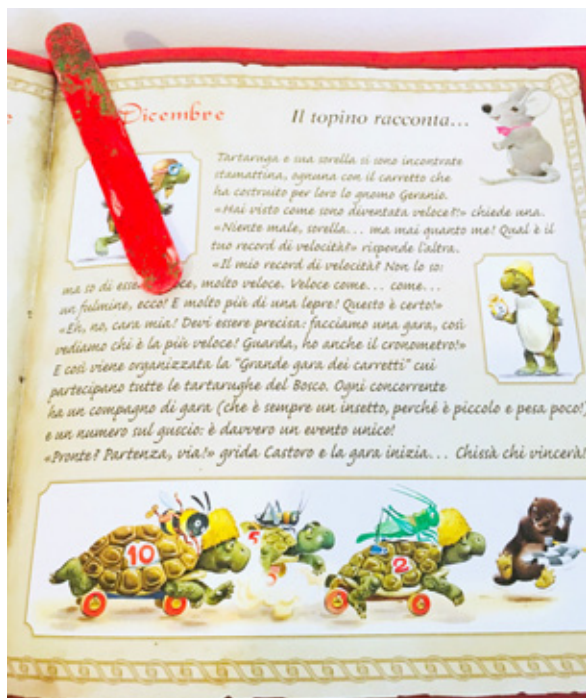 Dicembre
Il topino racconta...
Tartaruga e sua sorella si sono incontrate
stamattina, ognuna con il carretto che
ha costruito per loro lo gnomo Geranio.
«Hai visto come sono diventata veloce?!» chiede una.
«Niente male, sorella... ma mai quanto me! Qual è il
tuo record di velocità?» risponde l'altra.
«Il mio record di velocità? Non lo so:
ma so di molto veloce. Veloce come... come...
un fulmine, ecco! E molto più di una lepre! Questo è certo!»
«Eh, no, cara mia! Devi essere precisa: facciamo una gara, così
vediamo chi è la più veloce! Guarda, ho anche il cronometro!»
E così viene organizzata la "Grande gara dei carretti" cui
partecipano tutte le tartarughe del Bosco. Ogni concorrente
ha un compagno di gara (che è sempre un insetto, perché è piccolo e pesa poco!)
e un numero sul guscio: è davvero un evento unico!
«Pronte? Partenza, via!» grida Castoro e la gara inizia... Chissà chi vincerà!
10
5
2